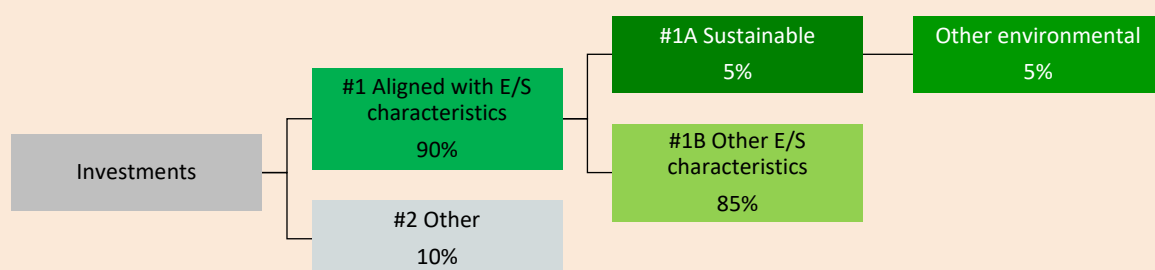 Investments
#1 Aligned with E/S
characteristics
90%
#2 Other
10%
#1A Sustainable
5%
#1B Other E/S
characteristics
85%
Other environmental
5%